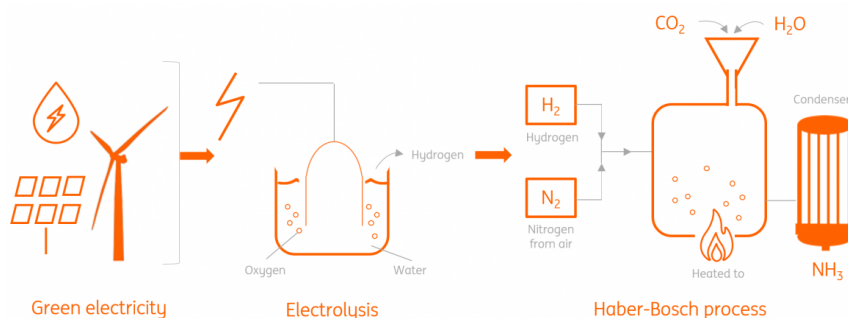 CO₂
H₂O
H₂
Hydrogen
N₂
Nitrogen
from air
Condenser
Hydrogen
Oxygen
Water
Heated to
NH₃
Green electricity
Electrolysis
Haber-Bosch process